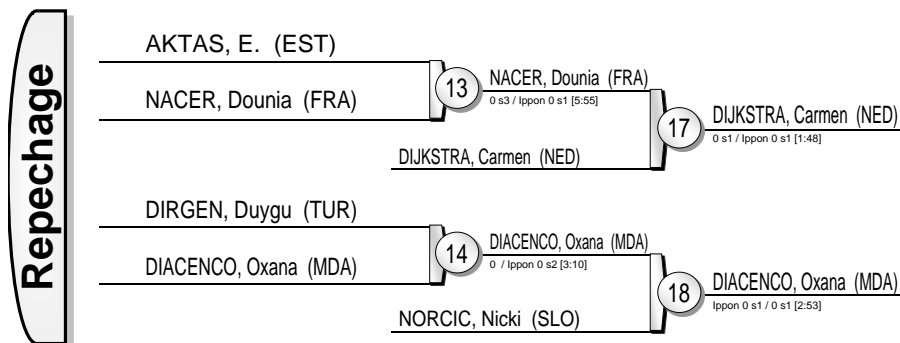 Repechage
AKTAS, E. (EST)
NACER, Dounia (FRA)
13
NACER, Dounia (FRA)
0 s3 / Ippon 0 s1 [5:55]
DIJKSTRA, Carmen (NED)
17
DIJKSTRA, Carmen (NED)
0 s1 / Ippon 0 s1 [1:48]
DIRGEN, Duygu (TUR)
DIACENCO, Oxana (MDA)
14
DIACENCO, Oxana (MDA)
0 / Ippon 0 s2 [3:10]
NORCIC, Nicki (SLO)
18
DIACENCO, Oxana (MDA)
Ippon 0 s1 / 0 s1 [2:53]